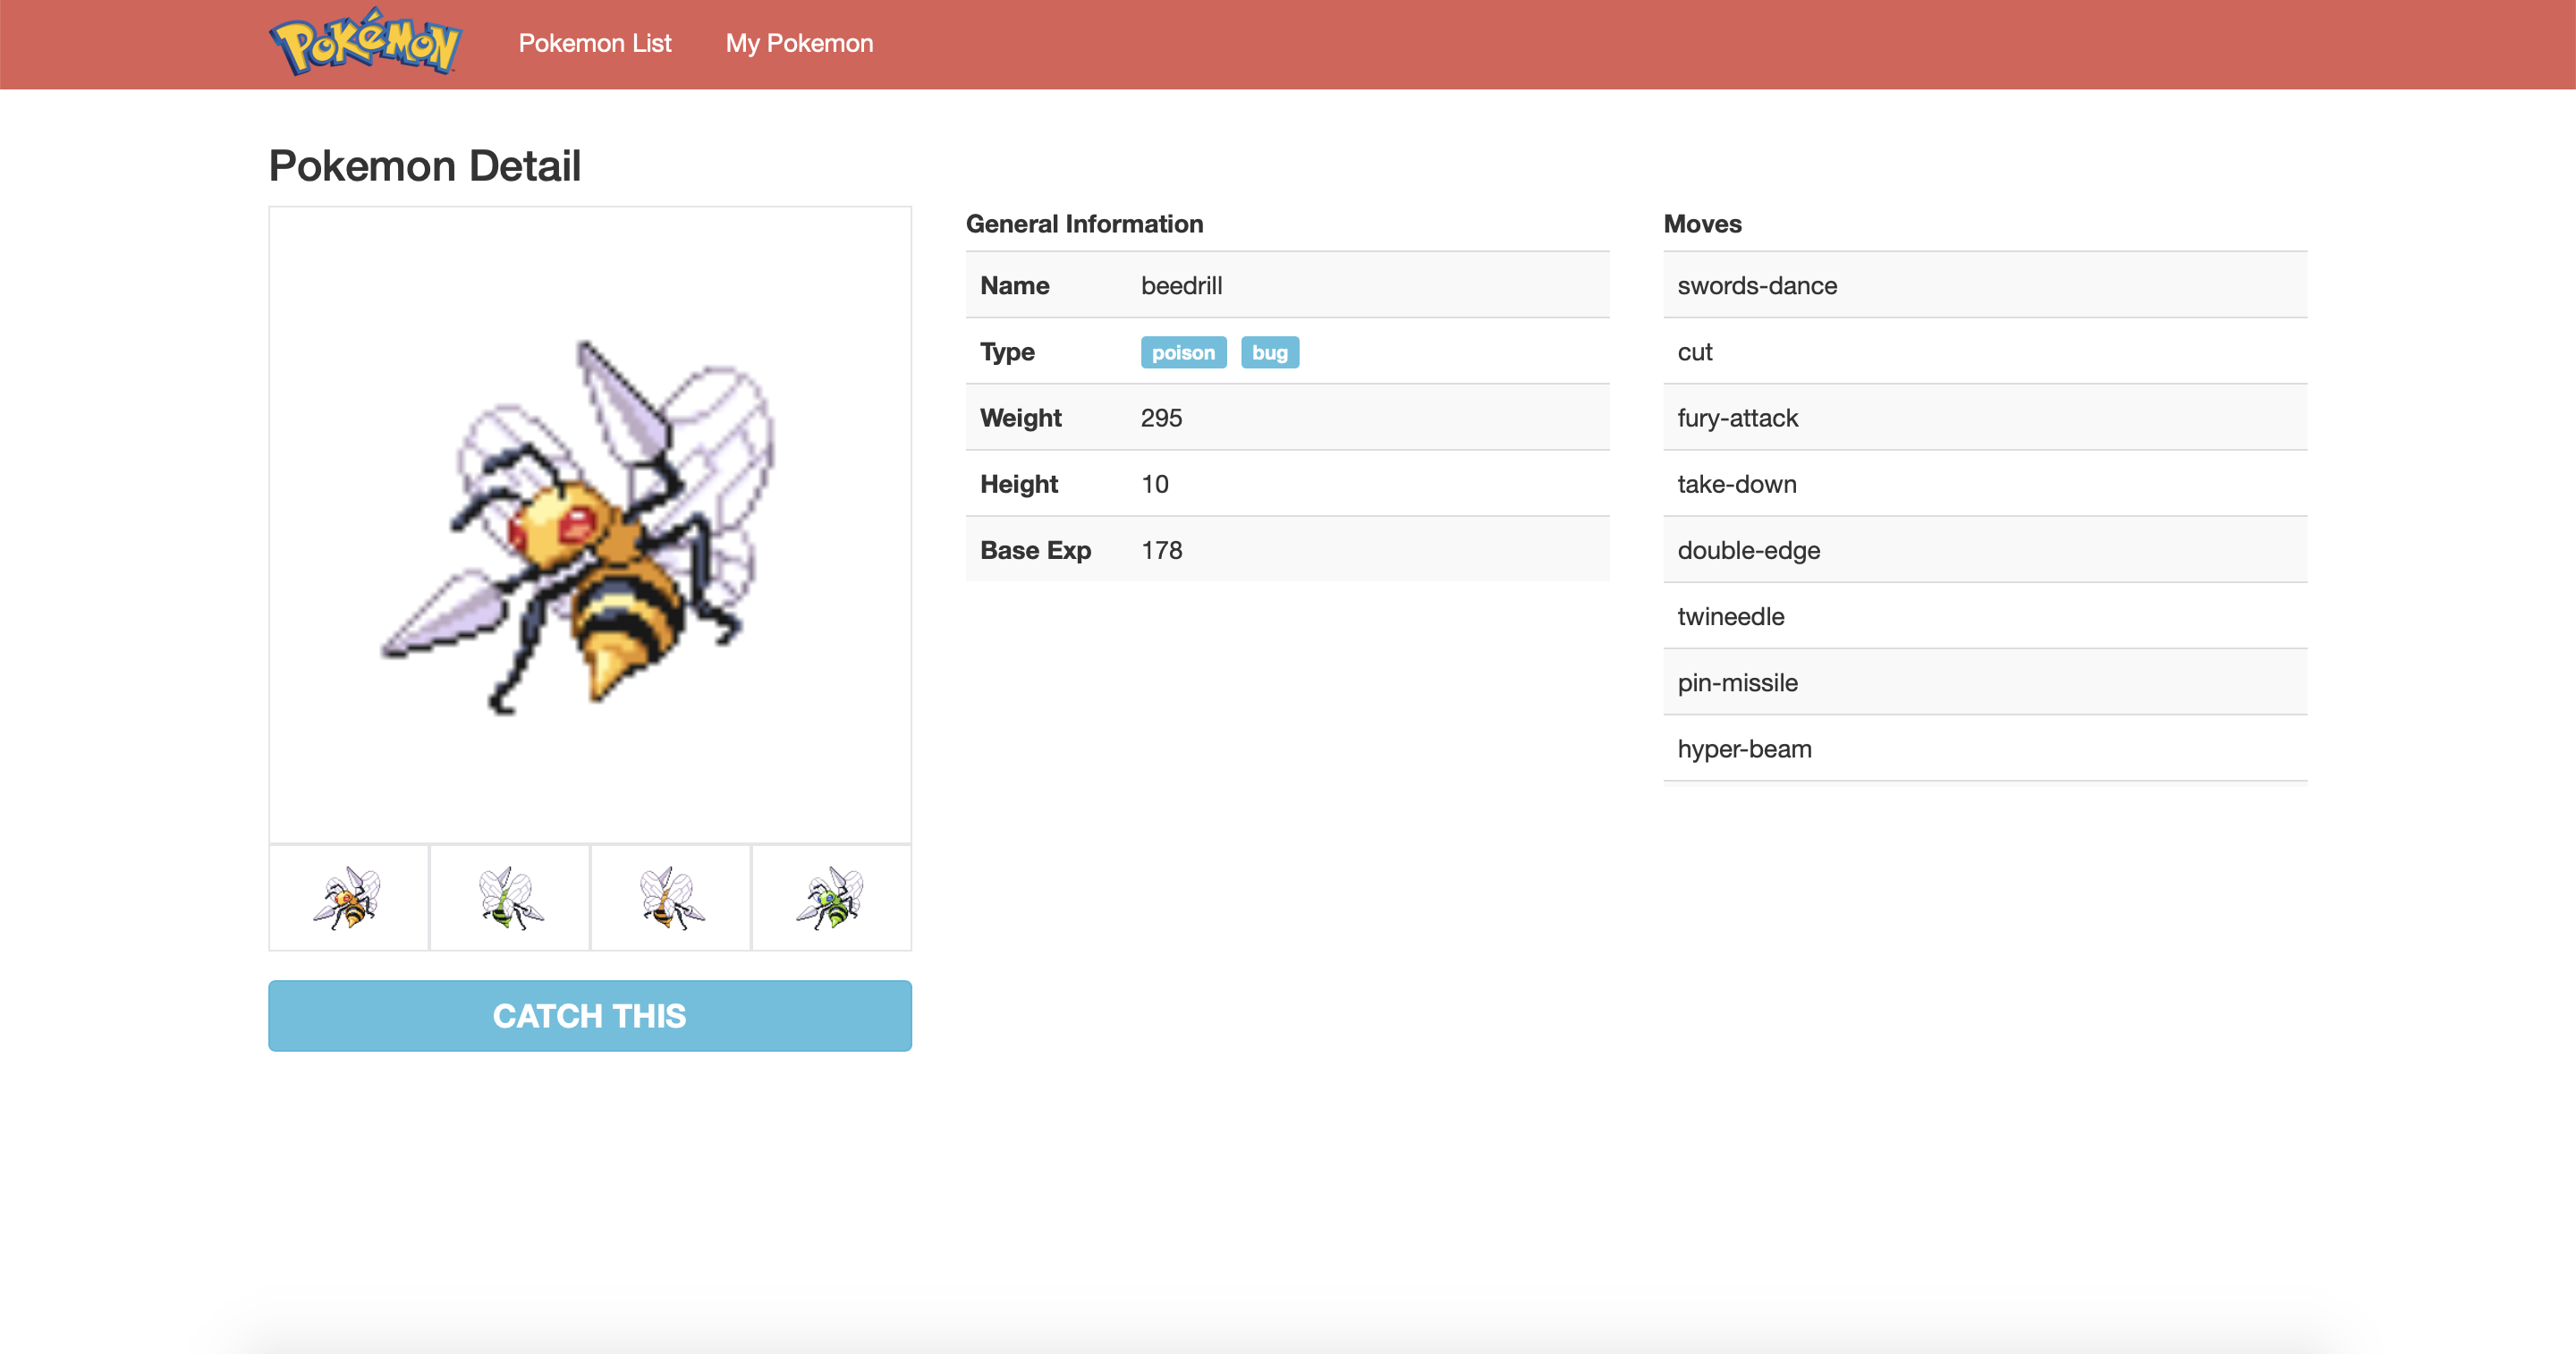 Pokémon
Pokemon List
My Pokemon
Pokemon Detail
General Information
Name beedrill
Type poison bug
Weight 295
Height 10
Base Exp 178
Moves
swords-dance
cut
fury-attack
take-down
double-edge
twineedle
pin-missile
hyper-beam
CATCH THIS